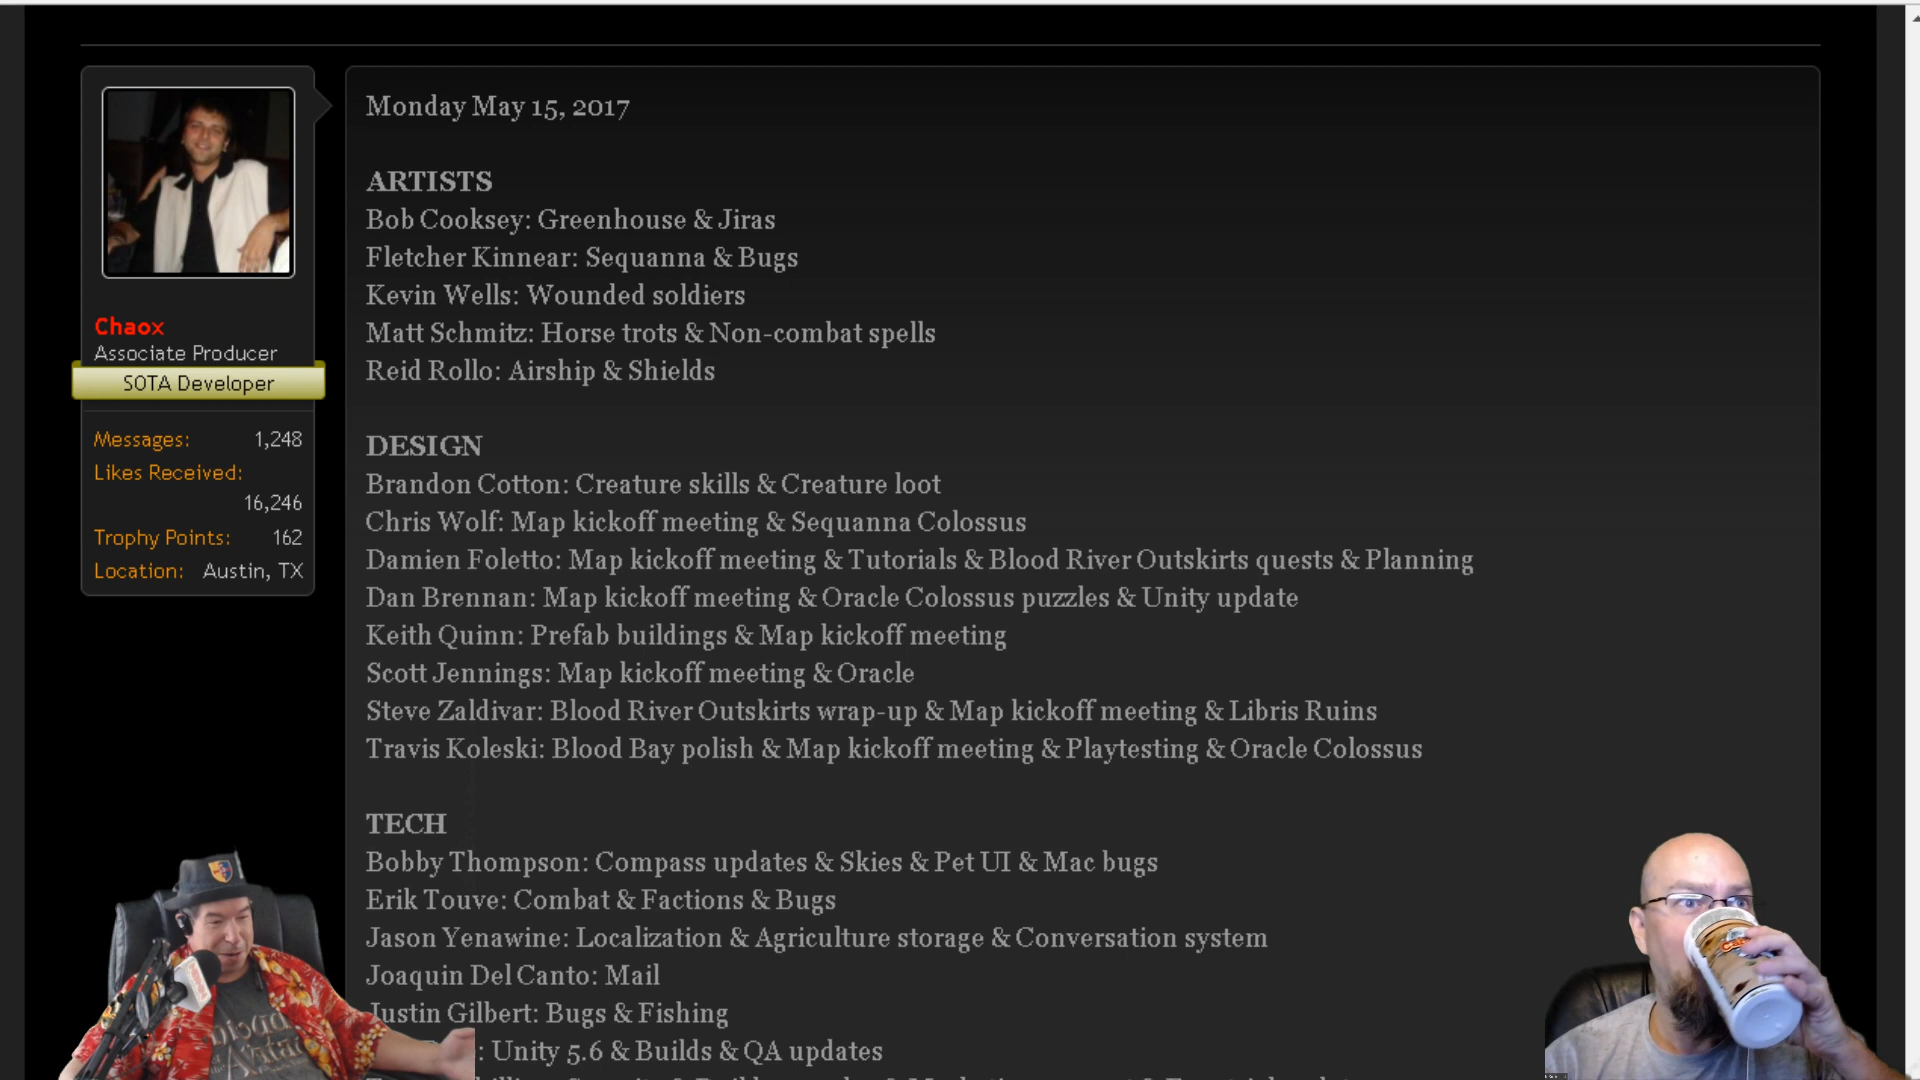 Monday May 15, 2017
ARTISTS
Bob Cooksey: Greenhouse & Jiras
Fletcher Kinnear: Sequanna & Bugs
Kevin Wells: Wounded soldiers
Matt Schmitz: Horse trots & Non-combat spells
Reid Rollo: Airship & Shields
Chaox
Associate Producer
SOTA Developer
Messages: 1,248
Likes Received:
16,246
Trophy Points: 162
Location: Austin, TX
DESIGN
Brandon Cotton: Creature skills & Creature loot
Chris Wolf: Map kickoff meeting & Sequanna Colossus
Damien Foletto: Map kickoff meeting & Tutorials & Blood River Outskirts quests & Planning
Dan Brennan: Map kickoff meeting & Oracle Colossus puzzles & Unity update
Keith Quinn: Prefab buildings & Map kickoff meeting
Scott Jennings: Map kickoff meeting & Oracle
Steve Zaldivar: Blood River Outskirts wrap-up & Map kickoff meeting & Libris Ruins
Travis Koleski: Blood Bay polish & Map kickoff meeting & Playtesting & Oracle Colossus
TECH
Bobby Thompson: Compass updates & Skies & Pet UI & Mac bugs
Erik Touve: Combat & Factions & Bugs
Jason Yenawine: Localization & Agriculture storage & Conversation system
Joaquin Del Canto: Mail
Justin Gilbert: Bugs & Fishing
: Unity 5.6 & Builds & QA updates